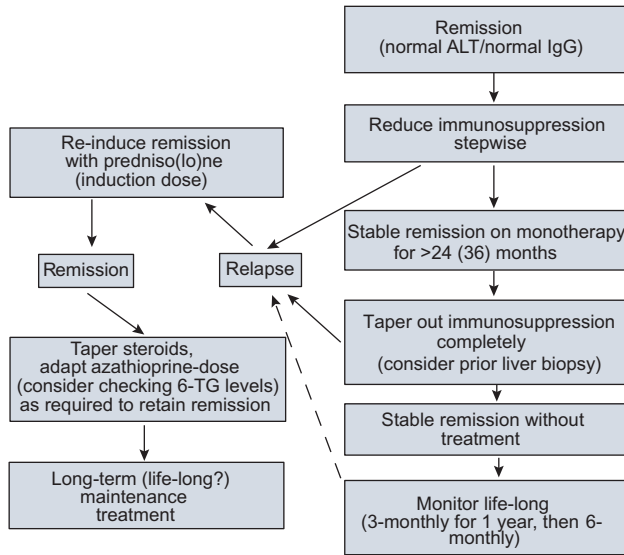 Remission
(normal ALT/normal IgG)
Reduce immunosuppression
stepwise
Re-induce remission
with predniso(lo)ne
(induction dose)
Stable remission on monotherapy
for >24 (36) months
Remission
Relapse
Taper out immunosuppression
completely
(consider prior liver biopsy)
Taper steroids,
adapt azathioprine-dose
(consider checking 6-TG levels)
as required to retain remission
Stable remission without
treatment
Long-term (life-long?)
maintenance
treatment
Monitor life-long
(3-monthly for 1 year, then 6-
monthly)